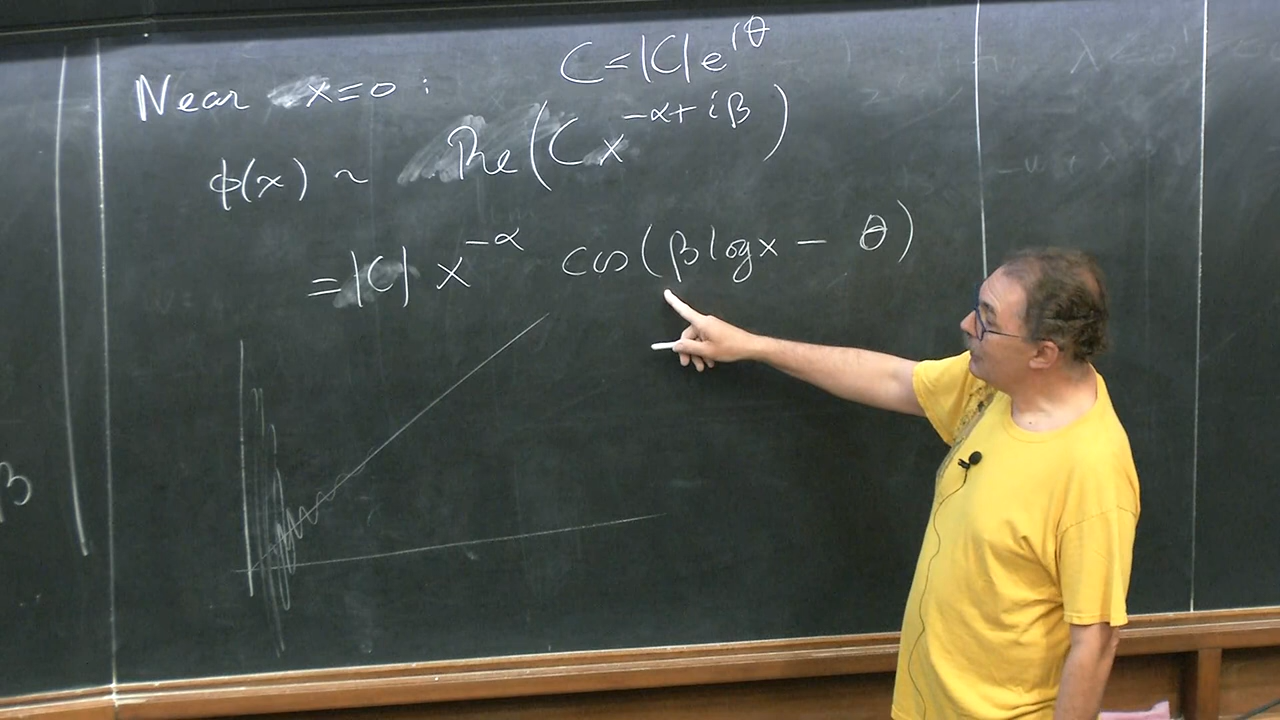 Near x=0 :
C=|C|e^{iθ}
ϕ(x) ~ Re(C x^{-α+iβ})
=|C| x^{-α} cos(β log x - θ)
β